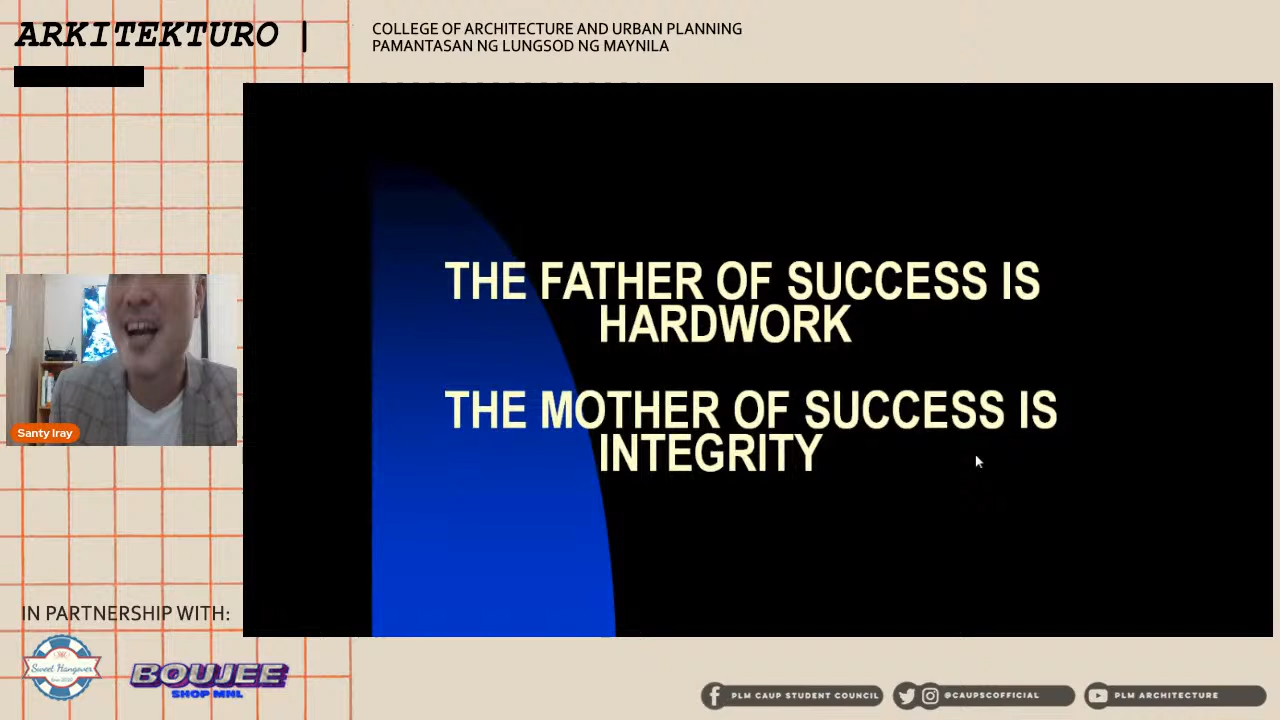 ARKITEKTURO |
COLLEGE OF ARCHITECTURE AND URBAN PLANNING
PAMANTASAN NG LUNGSOD NG MAYNILA
THE FATHER OF SUCCESS IS
HARDWORK
THE MOTHER OF SUCCESS IS
INTEGRITY
Santy Iray
IN PARTNERSHIP WITH:
Sweet Hangover
BOUJEE
SHOP MNL
PLM CAUP STUDENT COUNCIL
@CAUPSCOFFICIAL
PLM ARCHITECTURE